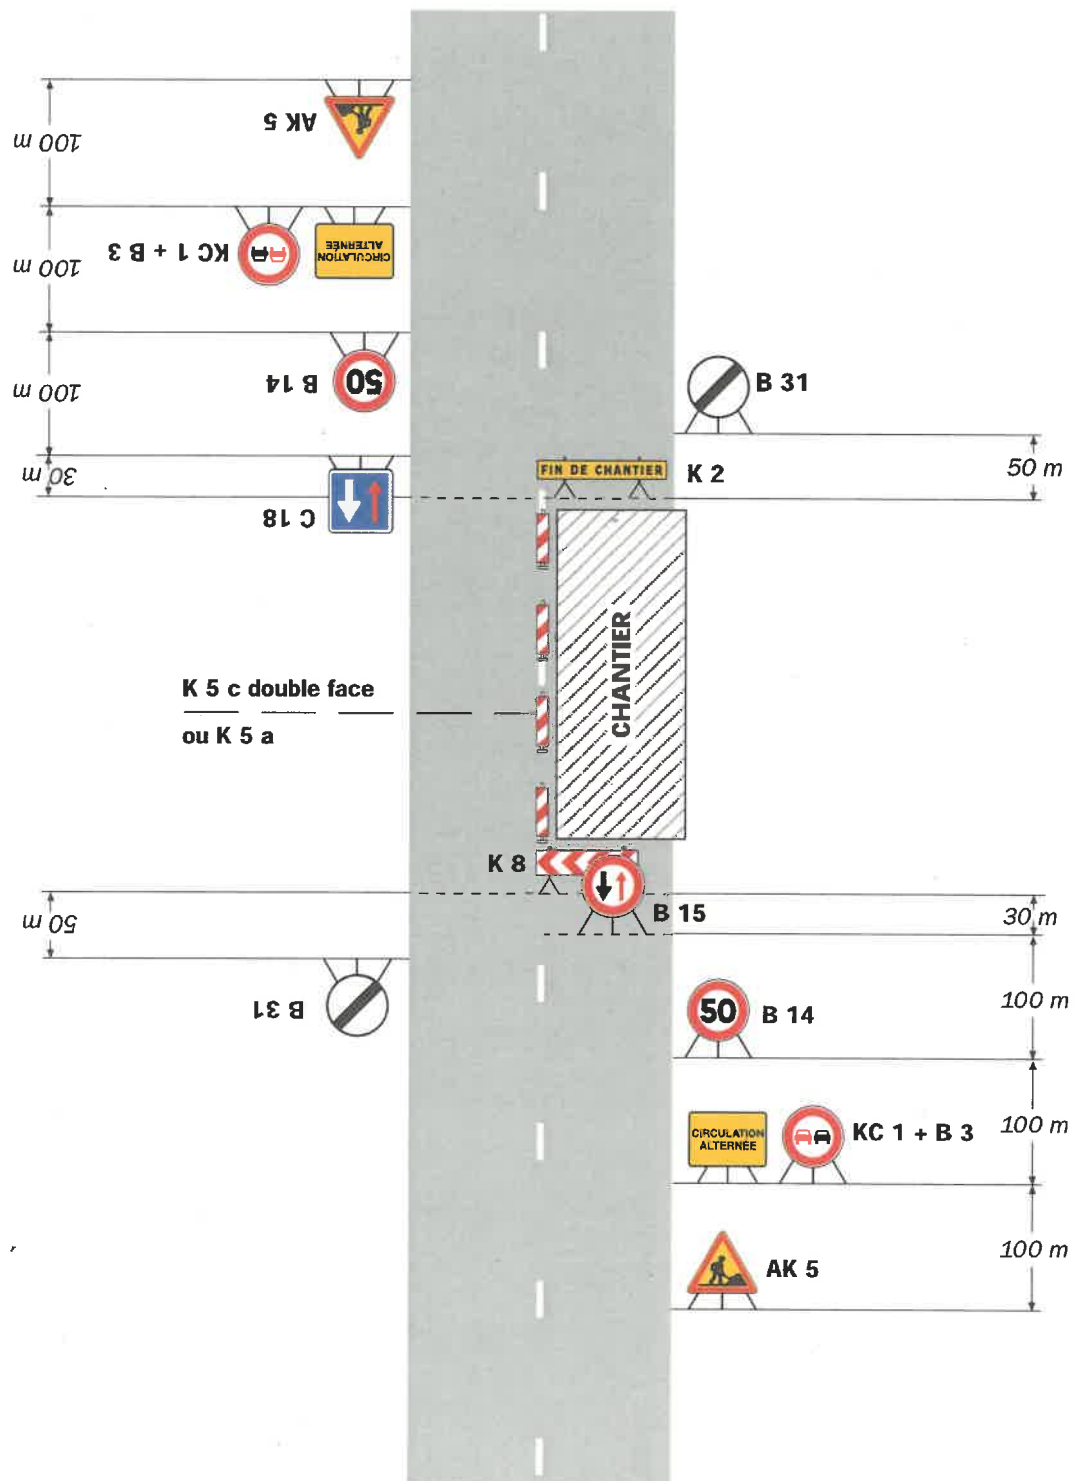 AK 5
100 m
KC 1 + B 3
CIRCULATION
ALTERNÉE
100 m
B 14
50
100 m
B 31
50 m
30 m
C 18
FIN DE CHANTIER
K 2
CHANTIER
K 5 c double face
ou K 5 a
K 8
B 15
30 m
50 m
B 31
50
B 14
100 m
CIRCULATION
ALTERNÉE
KC 1 + B 3
100 m
AK 5
100 m